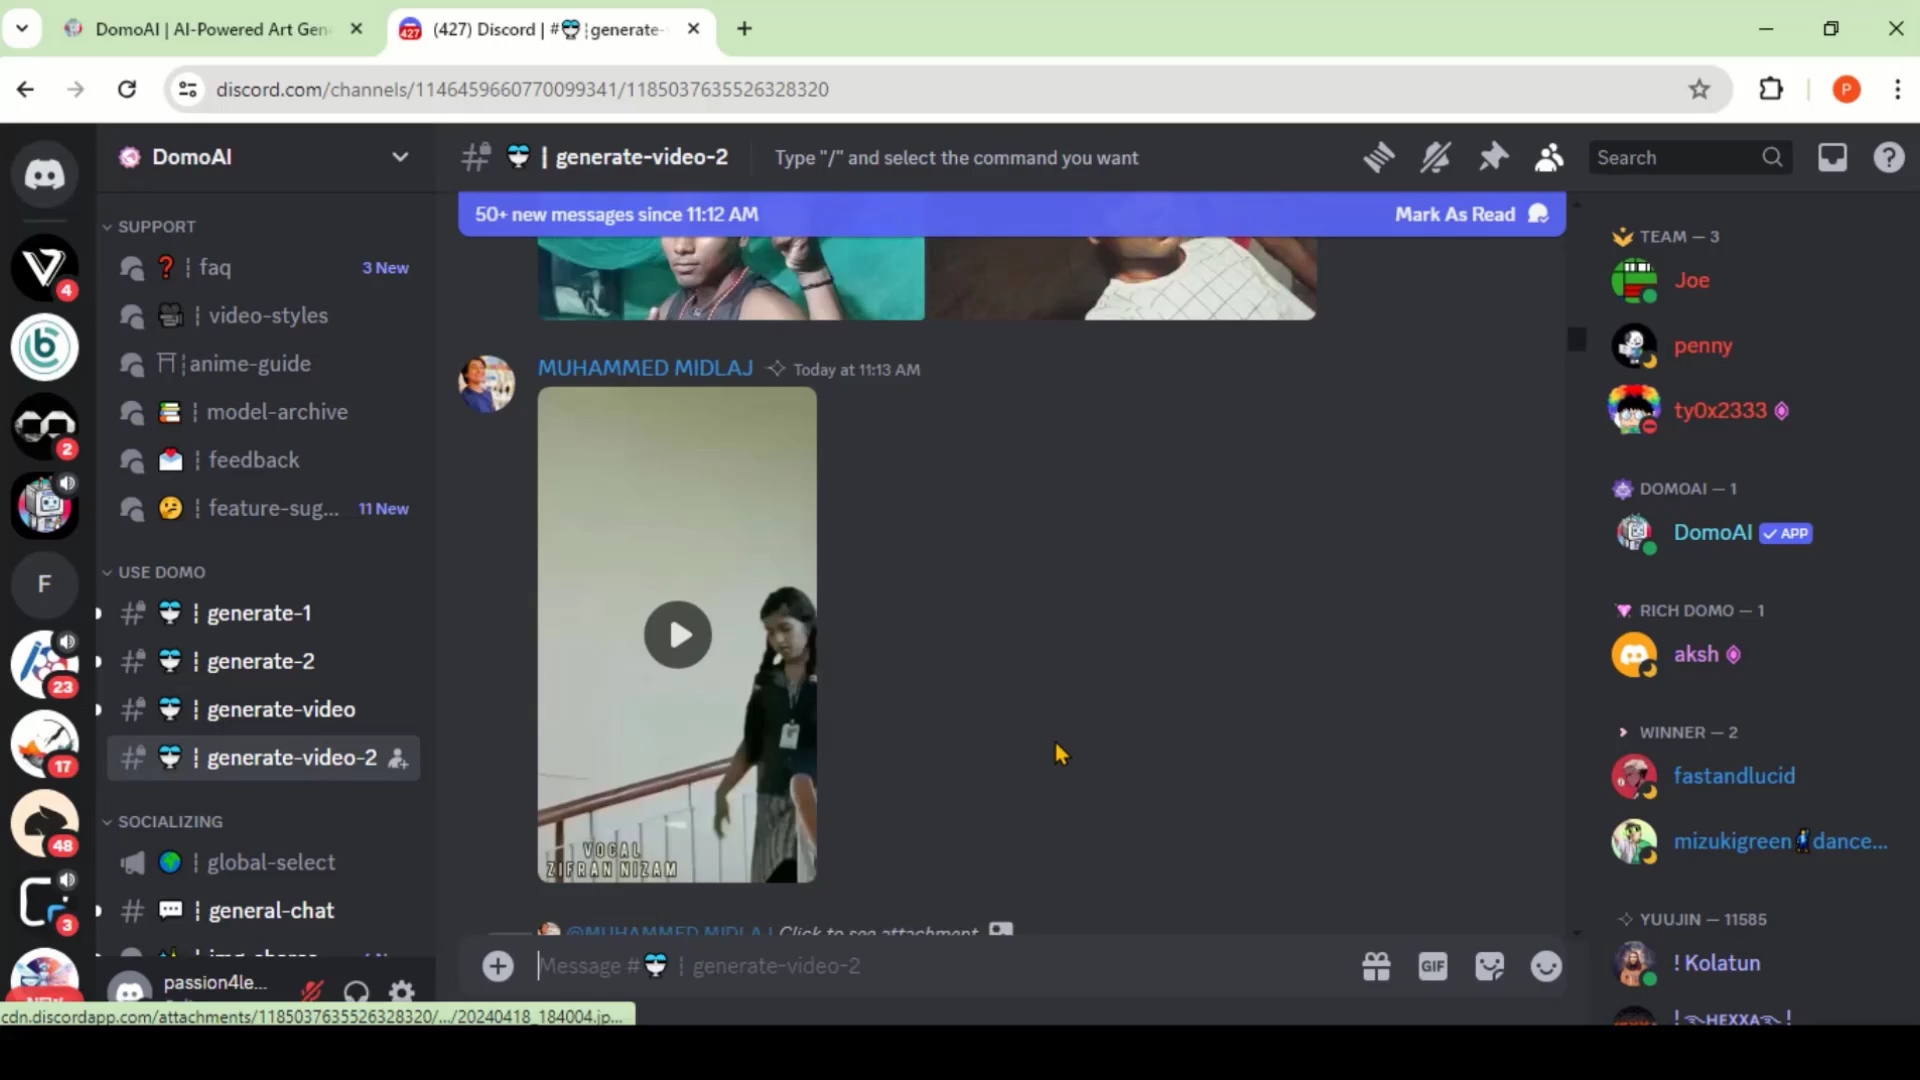 DomoAI | AI-Powered Art Gen
(427) Discord | # generate-
427
discord.com/channels/1146459660770099341/1185037635526328320
P
DomoAI
generate-video-2
Type "/" and select the command you want
Search
50+ new messages since 11:12 AM
Mark As Read
4
2
F
23
17
48
3
NEW
SUPPORT
faq
3 New
video-styles
anime-guide
model-archive
feedback
feature-sug...
11 New
USE DOMO
generate-1
generate-2
generate-video
generate-video-2
SOCIALIZING
global-select
general-chat
passion4le...
MUHAMMED MIDLAJ
Today at 11:13 AM
VOCAL
ZIFRAN NIZAM
@MUHAMMED MIDLAJ Click to see attachment
Message # generate-video-2
GIF
TEAM — 3
Joe
penny
ty0x2333
DOMOAI — 1
DomoAI
APP
RICH DOMO — 1
aksh
WINNER — 2
fastandlucid
mizukigreen dance...
YUUJIN — 11585
! Kolatun
HEXXA
cdn.discordapp.com/attachments/1185037635526328320/.../20240418_184004.jp...